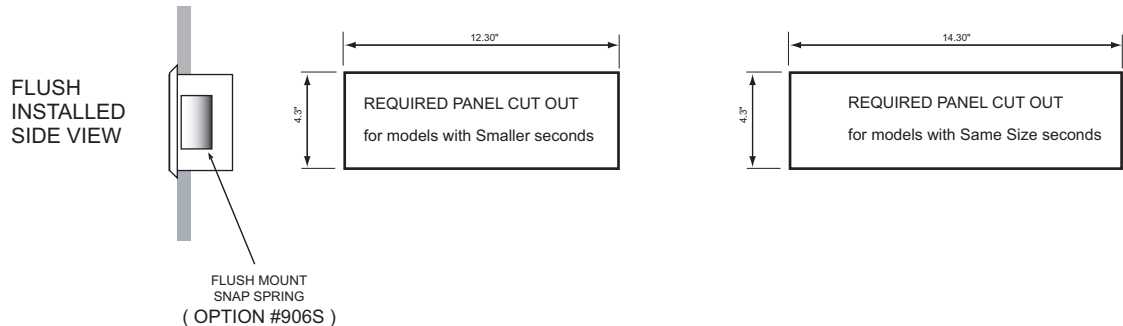 FLUSH
INSTALLED
SIDE VIEW
FLUSH MOUNT
SNAP SPRING
( OPTION #906S )
12.30"
4.3"
REQUIRED PANEL CUT OUT
for models with Smaller seconds
14.30"
4.3"
REQUIRED PANEL CUT OUT
for models with Same Size seconds